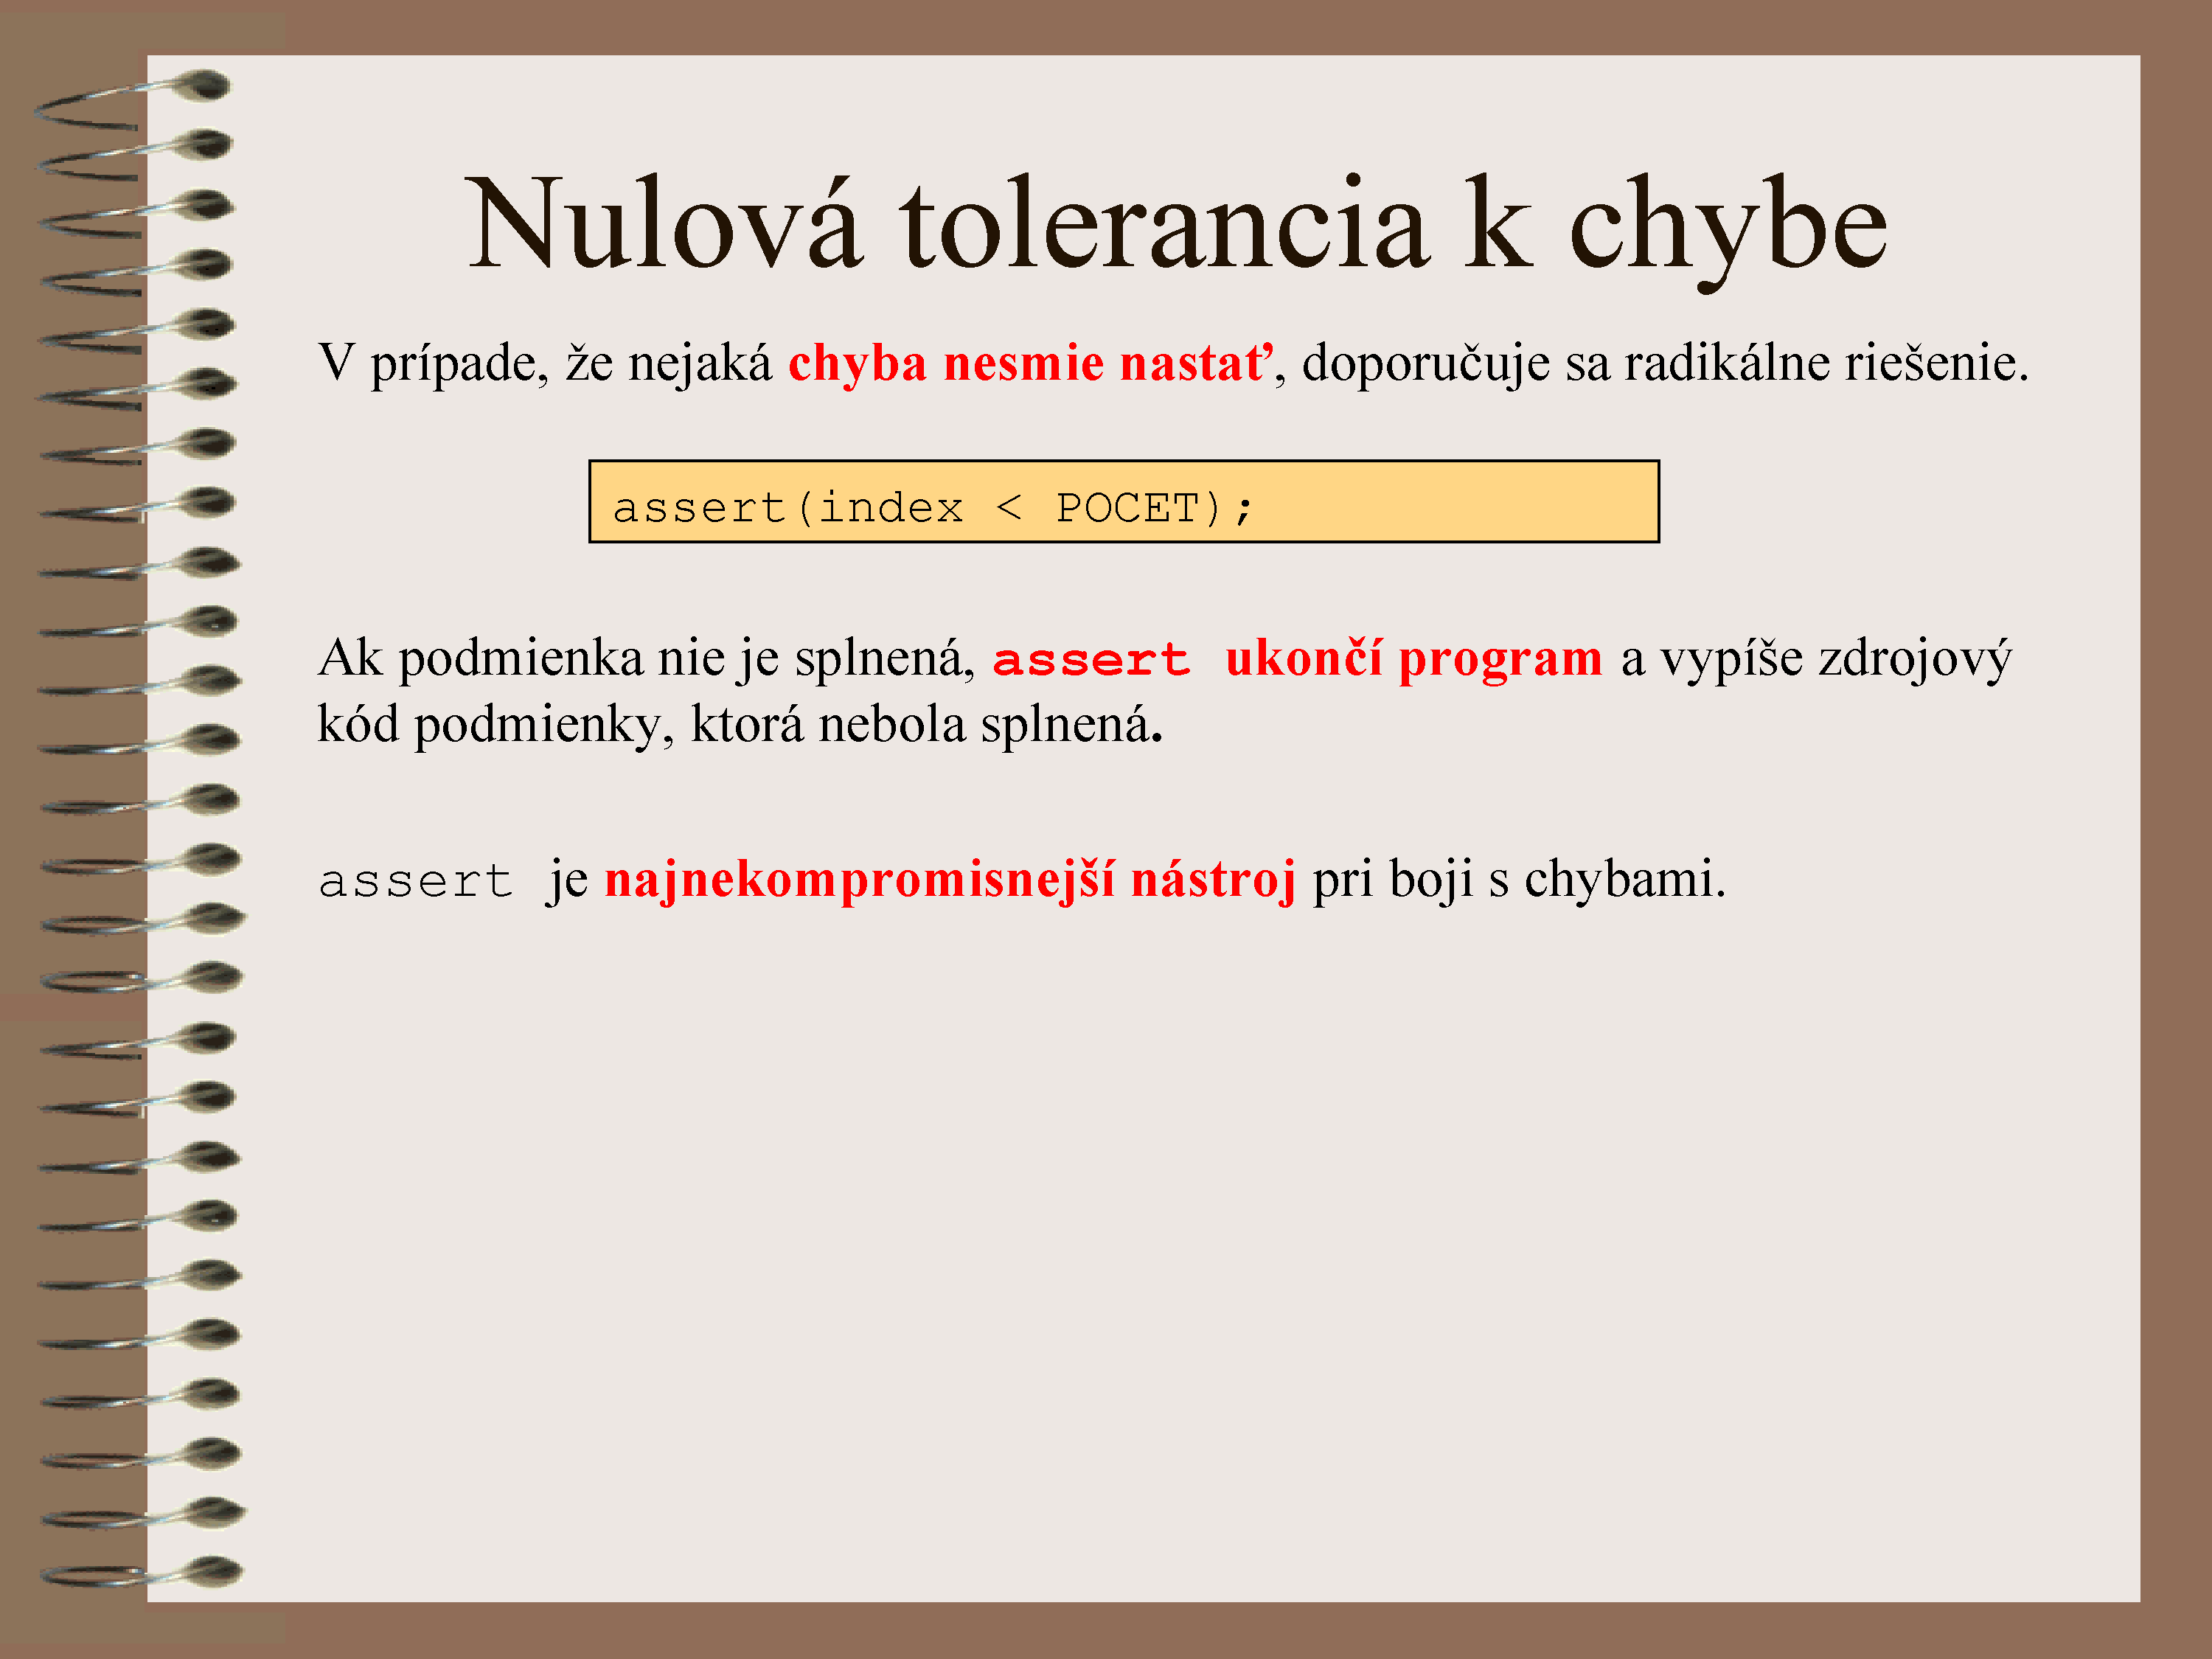 Nulová tolerancia k chybe
V prípade, že nejaká chyba nesmie nastať, doporučuje sa radikálne riešenie.
assert(index < POCET);
Ak podmienka nie je splnená, assert ukončí program a vypíše zdrojový
kód podmienky, ktorá nebola splnená.
assert je najnekompromisnejší nástroj pri boji s chybami.